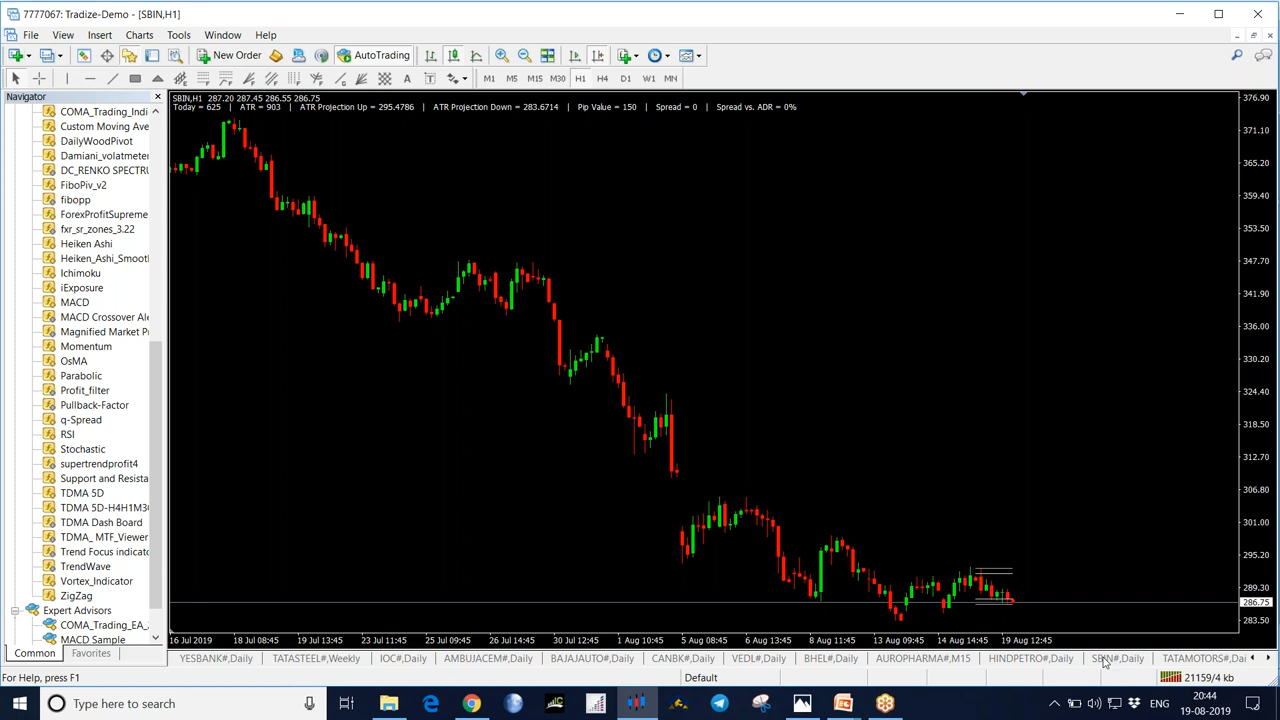 7777067: Tradize-Demo - [SBIN,H1]
File View Insert Charts Tools Window Help
New Order AutoTrading
A T M1 M5 M15 M30 H1 H4 D1 W1 MN
Navigator
COMA_Trading_Indi
Custom Moving Ave
DailyWoodPivot
Damiani_volatmeter
DC_RENKO SPECTRU
FiboPiv_v2
fibopp
ForexProfitSupreme
fxr_sr_zones_3.22
Heiken Ashi
Heiken_Ashi_Smoot
Ichimoku
iExposure
MACD
MACD Crossover Ale
Magnified Market Pr
Momentum
OsMA
Parabolic
Profit_filter
Pullback-Factor
q-Spread
RSI
Stochastic
supertrendprofit4
Support and Resista
TDMA 5D
TDMA 5D-H4H1M30
TDMA Dash Board
TDMA_ MTF_Viewer
Trend Focus indicato
TrendWave
Vortex_Indicator
ZigZag
Expert Advisors
COMA_Trading_EA_
MACD Sample
Common Favorites
SBIN,H1 287.20 287.45 286.55 286.75
Today = 625 | ATR = 903 | ATR Projection Up = 295.4786 | ATR Projection Down = 283.6714 | Pip Value = 150 | Spread = 0 | Spread vs. ADR = 0%
376.90
371.10
365.20
359.40
353.50
347.70
341.90
336.00
330.20
324.40
318.50
312.70
306.80
301.00
295.20
289.30
286.75
283.50
16 Jul 2019 18 Jul 08:45 19 Jul 13:45 23 Jul 11:45 25 Jul 09:45 26 Jul 14:45 30 Jul 12:45 1 Aug 10:45 5 Aug 08:45 6 Aug 13:45 8 Aug 11:45 13 Aug 09:45 14 Aug 14:45 19 Aug 12:45
YESBANK#,Daily TATASTEEL#,Weekly IOC#,Daily AMBUJACEM#,Daily BAJAJAUTO#,Daily CANBK#,Daily VEDL#,Daily BHEL#,Daily AUROPHARMA#,M15 HINDPETRO#,Daily SBIN#,Daily TATAMOTORS#,Dai
For Help, press F1 Default 21159/4 kb
Type here to search
20:44
19-08-2019